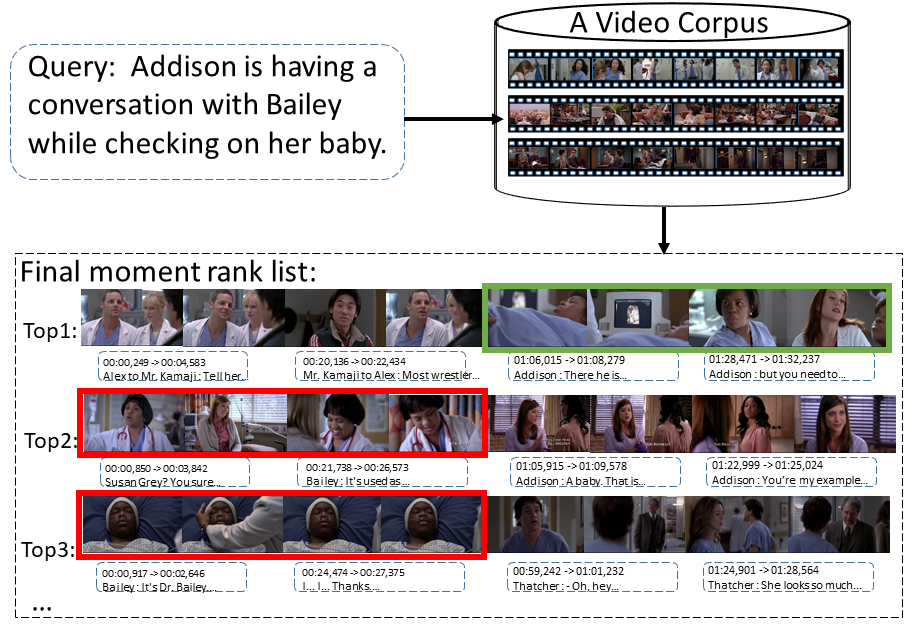 A Video Corpus
Query: Addison is having a
conversation with Bailey
while checking on her baby.
Final moment rank list:
Top1:
00:00,249 -> 00:04,583
Alex to Mr. Kamaji : Tell her...
00:20,136 -> 00:22,434
Mr. Kamaji to Alex : Most wrestler...
01:06,015 -> 01:08,279
Addison : There he is...
01:28,471 -> 01:32,237
Addison : but you need to...
Top2:
00:00,850 -> 00:03,842
Susan Grey? You sure...
00:21,738 -> 00:26,573
Bailey : It's used as...
01:05,915 -> 01:09,578
Addison : A baby. That is...
01:22,999 -> 01:25,024
Addison : You're my example...
Top3:
00:00,917 -> 00:02,646
Bailey : It's Dr. Bailey....
00:24,474 -> 00:27,375
I... I... Thanks....
00:59,242 -> 01:01,232
Thatcher : - Oh, hey...
01:24,901 -> 01:28,564
Thatcher : She looks so much...
...